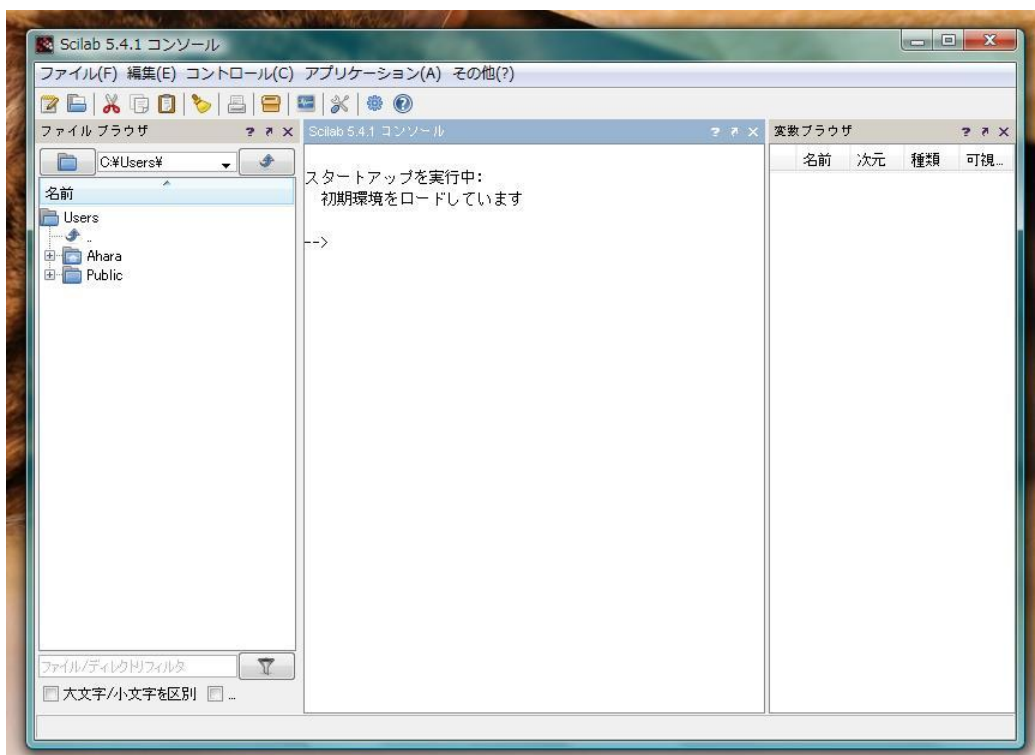 Scilab 5.4.1 コンソール
ファイル(F) 編集(E) コントロール(C) アプリケーション(A) その他(?)
ファイル ブラウザ
C:¥Users¥
名前
Users
..
Ahara
Public
ファイル/ディレクトリフィルタ
大文字/小文字を区別 ...
Scilab 5.4.1 コンソール
スタートアップを実行中:
初期環境をロードしています
-->
変数ブラウザ
名前 次元 種類 可視...